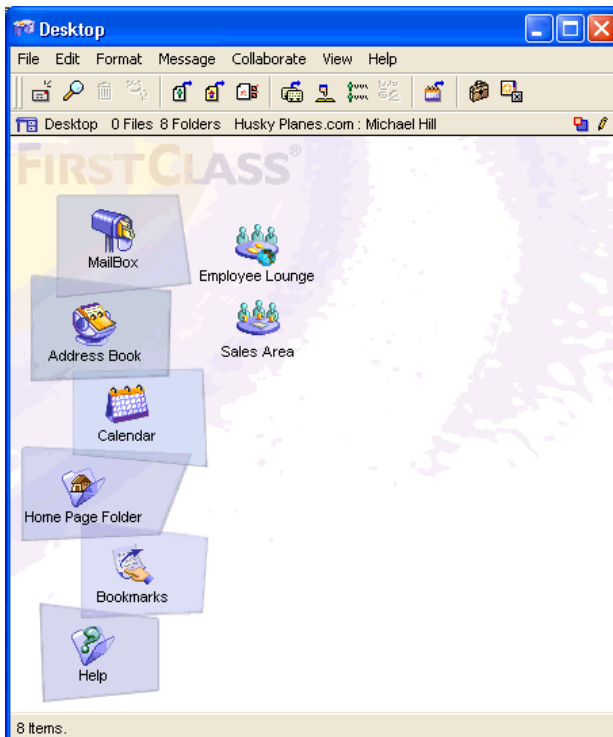 Desktop
File Edit Format Message Collaborate View Help
Desktop 0 Files 8 Folders Husky Planes.com : Michael Hill
FIRSTCLASS®
MailBox
Employee Lounge
Address Book
Sales Area
Calendar
Home Page Folder
Bookmarks
Help
8 Items.